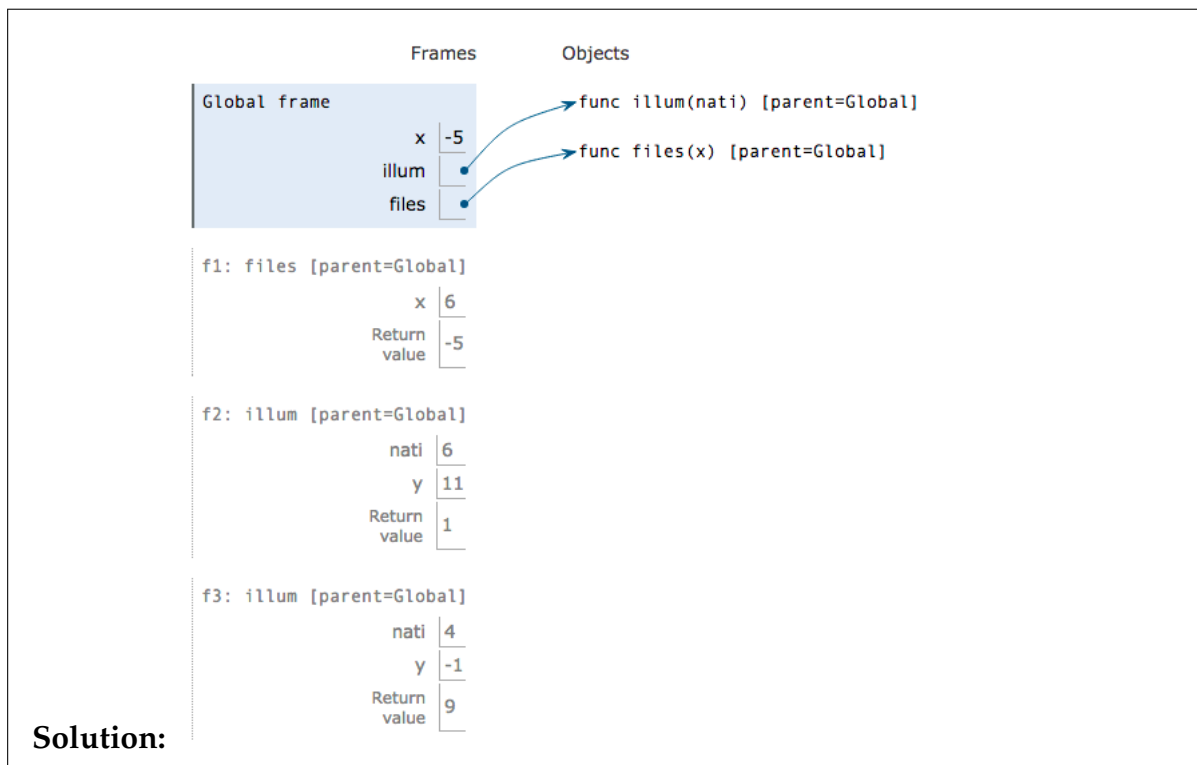 Frames Objects
Global frame func illum(nati) [parent=Global]
x -5
func files(x) [parent=Global]
illum
files
f1: files [parent=Global]
x 6
Return
value -5
f2: illum [parent=Global]
nati 6
y 11
Return
value 1
f3: illum [parent=Global]
nati 4
y -1
Return
value 9
Solution: